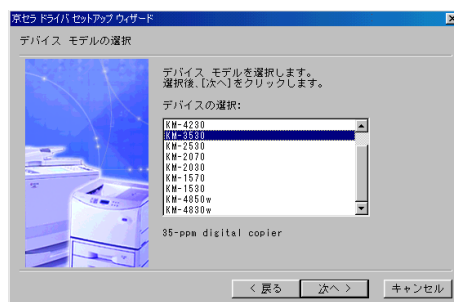 京セラ ドライバ セットアップ ウィザード
デバイス モデルの選択
デバイス モデルを選択します。
選択後、[次へ]をクリックします。
デバイスの選択:
KM-4230
KM-3530
KM-2530
KM-2070
KM-2030
KM-1570
KM-1530
KM-4850w
KM-4830w
35-ppm digital copier
< 戻る
次へ >
キャンセル